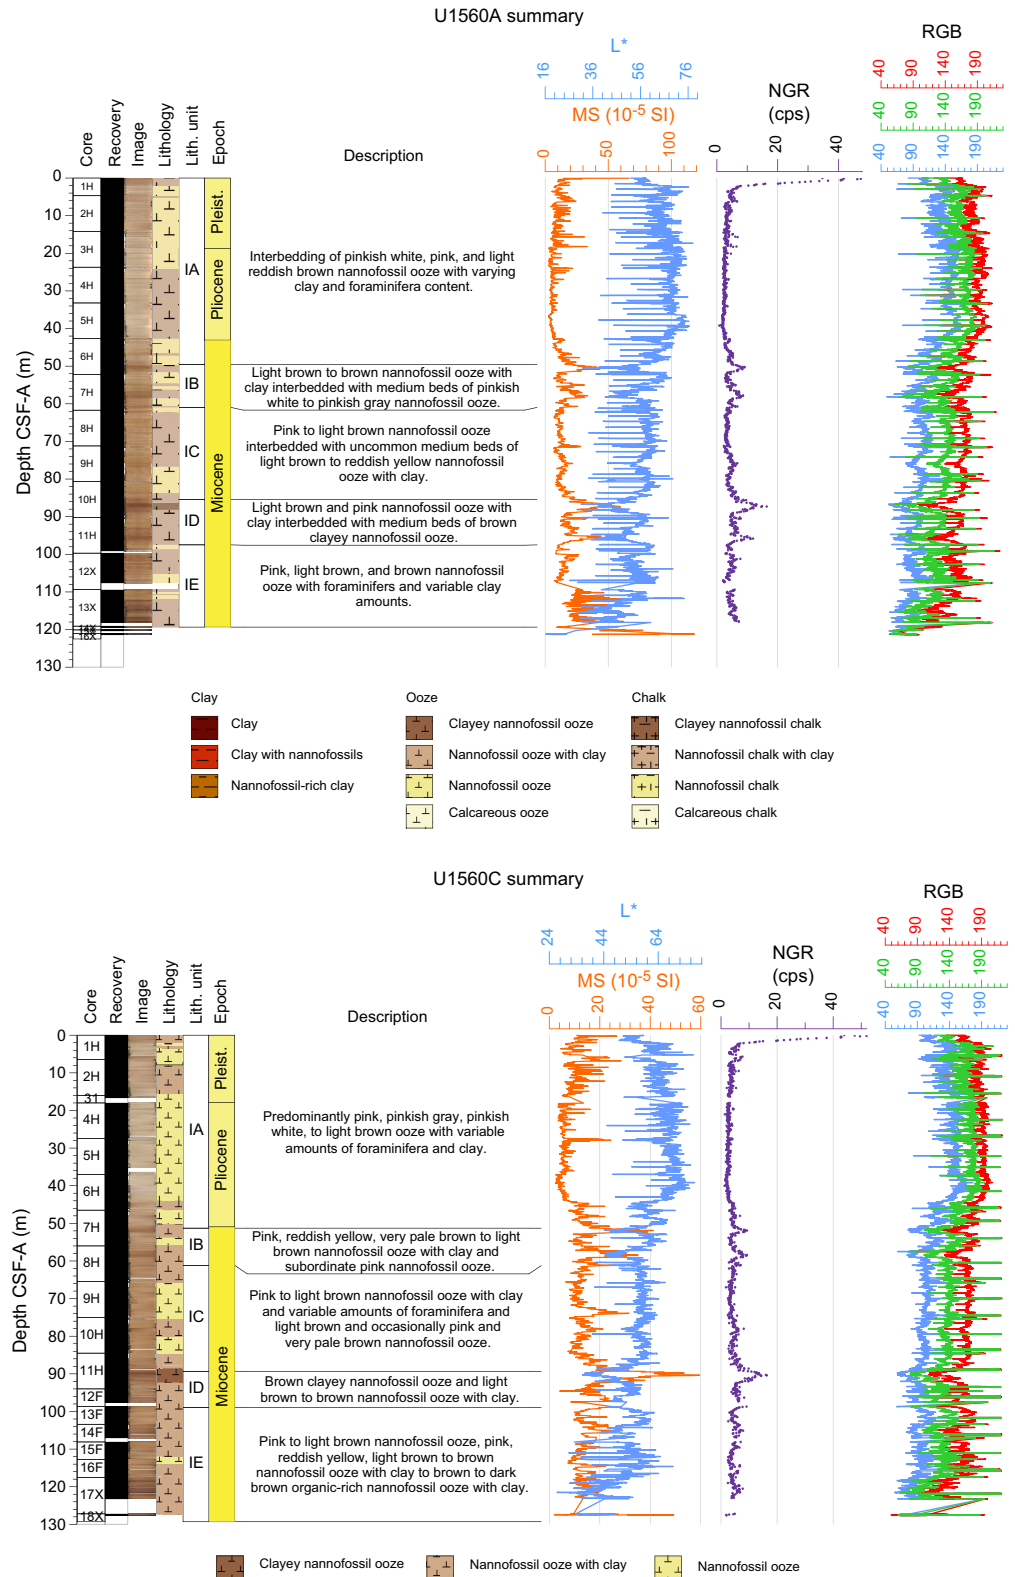 U1560A summary
L*
16 36 56 76
MS (10-5 SI)
0 50 100
NGR
(cps)
0 20 40
RGB
40 90 140 190
40 90 140 190
40 90 140 190
Core
Recovery
Image
Lithology
Lith. unit
Epoch
Description
Depth CSF-A (m)
0
10
20
30
40
50
60
70
80
90
100
110
120
130
1H
2H
3H
4H
5H
6H
7H
8H
9H
10H
11H
12X
13X
16X
IA
IB
IC
ID
IE
Pleist.
Pliocene
Miocene
Interbedding of pinkish white, pink, and light
reddish brown nannofossil ooze with varying
clay and foraminifera content.
Light brown to brown nannofossil ooze with
clay interbedded with medium beds of pinkish
white to pinkish gray nannofossil ooze.
Pink to light brown nannofossil ooze
interbedded with uncommon medium beds of
light brown to reddish yellow nannofossil
ooze with clay.
Light brown and pink nannofossil ooze with
clay interbedded with medium beds of brown
clayey nannofossil ooze.
Pink, light brown, and brown nannofossil
ooze with foraminifers and variable clay
amounts.
Clay
Clay
Clay with nannofossils
Nannofossil-rich clay
Ooze
Clayey nannofossil ooze
Nannofossil ooze with clay
Nannofossil ooze
Calcareous ooze
Chalk
Clayey nannofossil chalk
Nannofossil chalk with clay
Nannofossil chalk
Calcareous chalk
U1560C summary
L*
24 44 64
MS (10-5 SI)
0 20 40 60
NGR
(cps)
0 20 40
RGB
40 90 140 190
40 90 140 190
40 90 140 190
Core
Recovery
Image
Lithology
Lith. unit
Epoch
Description
Depth CSF-A (m)
0
10
20
30
40
50
60
70
80
90
100
110
120
130
1H
2H
31
4H
5H
6H
7H
8H
9H
10H
11H
12F
13F
14F
15F
16F
17X
18X
IA
IB
IC
ID
IE
Pleist.
Pliocene
Miocene
Predominantly pink, pinkish gray, pinkish
white, to light brown ooze with variable
amounts of foraminifera and clay.
Pink, reddish yellow, very pale brown to light
brown nannofossil ooze with clay and
subordinate pink nannofossil ooze.
Pink to light brown nannofossil ooze with clay
and variable amounts of foraminifera and
light brown and occasionally pink and
very pale brown nannofossil ooze.
Brown clayey nannofossil ooze and light
brown to brown nannofossil ooze with clay.
Pink to light brown nannofossil ooze, pink,
reddish yellow, light brown to brown
nannofossil ooze with clay to brown to dark
brown organic-rich nannofossil ooze with clay.
Clayey nannofossil ooze
Nannofossil ooze with clay
Nannofossil ooze